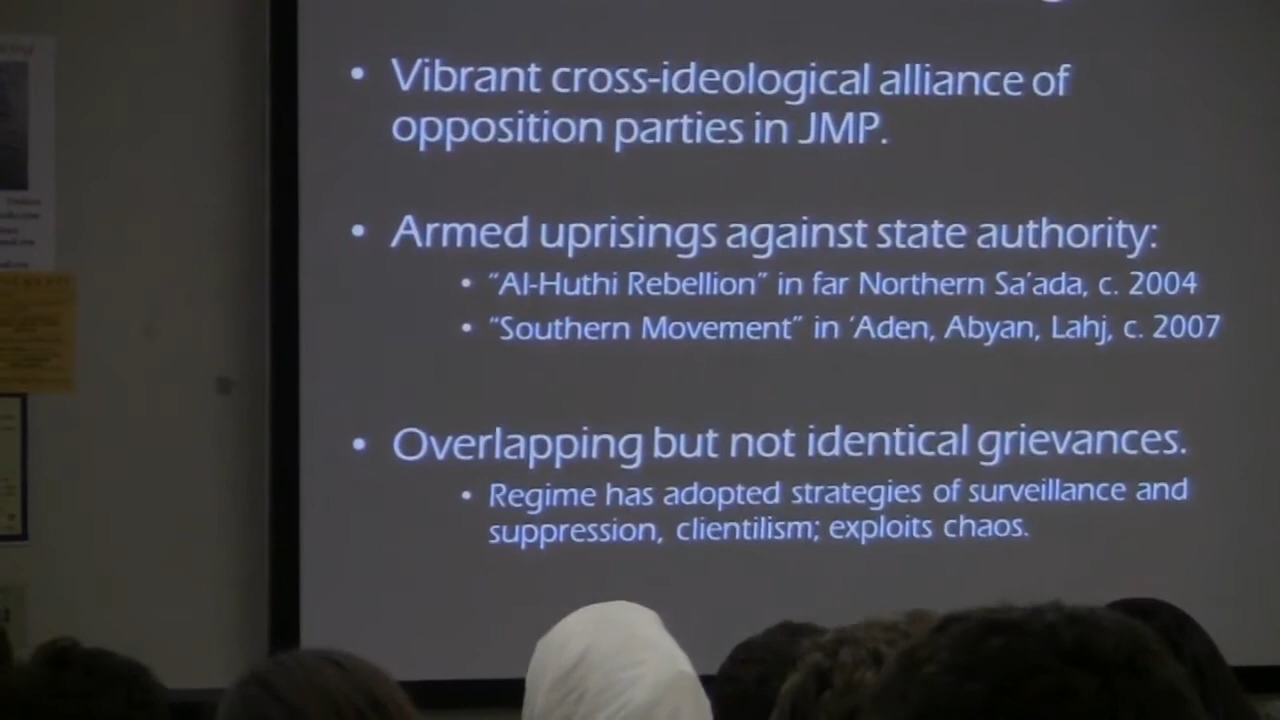 • Vibrant cross-ideological alliance of
opposition parties in JMP.
• Armed uprisings against state authority:
• “Al-Huthi Rebellion” in far Northern Sa’ada, c. 2004
• “Southern Movement” in ‘Aden, Abyan, Lahj, c. 2007
• Overlapping but not identical grievances.
• Regime has adopted strategies of surveillance and
suppression, clientilism; exploits chaos.